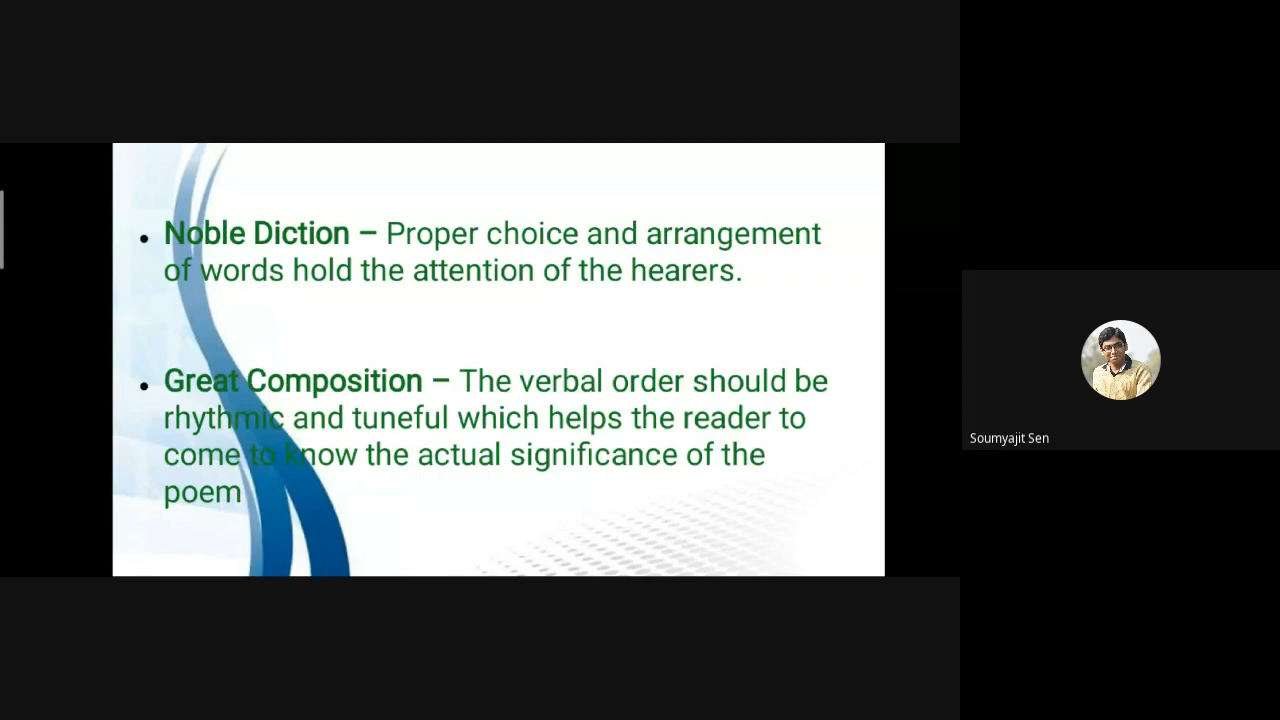 • Noble Diction – Proper choice and arrangement
of words hold the attention of the hearers.
• Great Composition – The verbal order should be
rhythmic and tuneful which helps the reader to
come to know the actual significance of the
poem
Soumyajit Sen